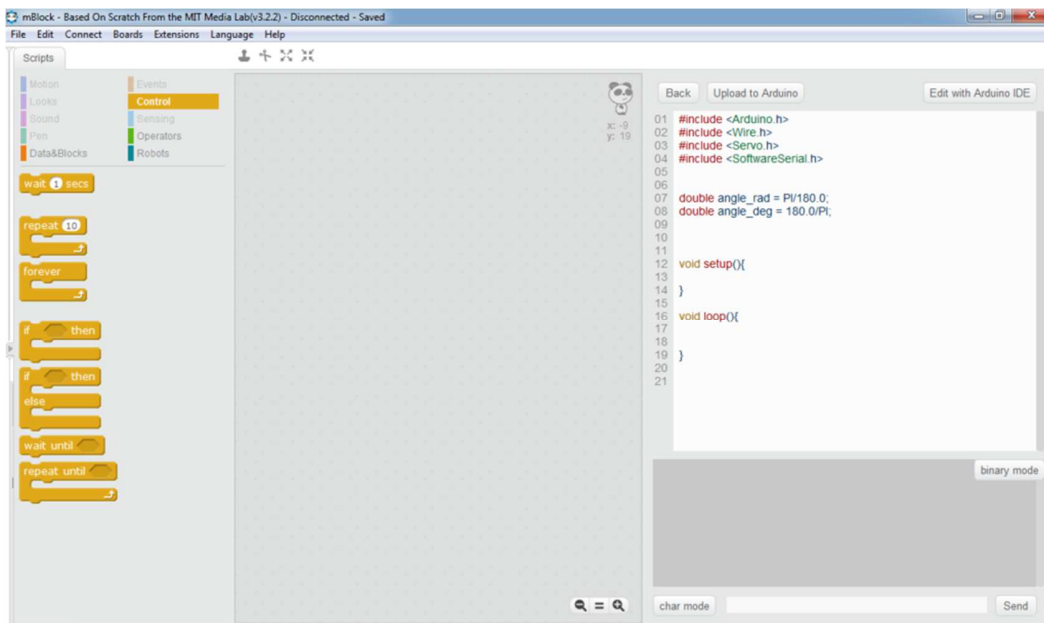 mBlock - Based On Scratch From the MIT Media Lab(v3.2.2) - Disconnected - Saved
File Edit Connect Boards Extensions Language Help
Scripts
Motion Events
Looks Control
Sound Sensing
Pen Operators
Data&Blocks Robots
wait 1 secs
repeat 10
forever
if then
if then
else
wait until
repeat until
x: -9
y: 19
Back Upload to Arduino Edit with Arduino IDE
01 #include <Arduino.h>
02 #include <Wire.h>
03 #include <Servo.h>
04 #include <SoftwareSerial.h>
05
06
07 double angle_rad = PI/180.0;
08 double angle_deg = 180.0/PI;
09
10
11
12 void setup(){
13
14 }
15
16 void loop(){
17
18
19 }
20
21
binary mode
char mode Send